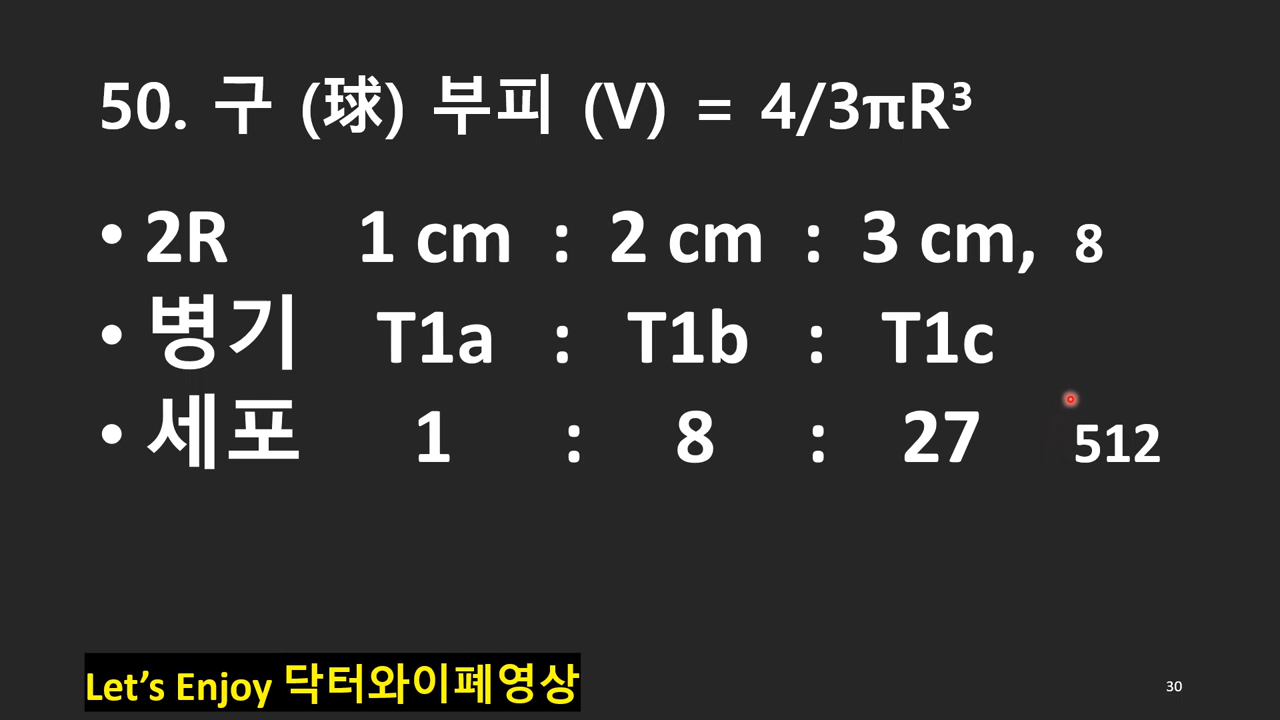 50. 구 (球) 부피 (V) = 4/3πR³
• 2R 1 cm : 2 cm : 3 cm, 8
• 병기 T1a : T1b : T1c
• 세포 1 : 8 : 27 512
Let’s Enjoy 닥터와이폐영상
30